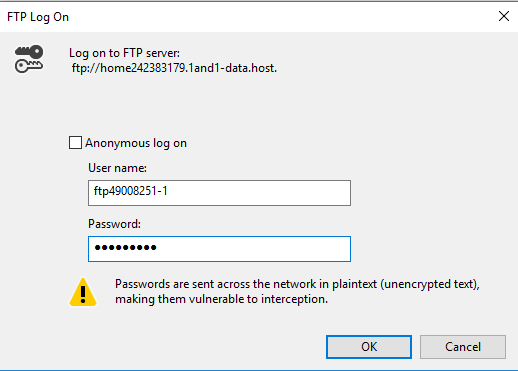 FTP Log On
Log on to FTP server:
ftp://home242383179.1and1-data.host.
Anonymous log on
User name:
ftp49008251-1
Password:
●●●●●●●●●
Passwords are sent across the network in plaintext (unencrypted text),
making them vulnerable to interception.
OK Cancel